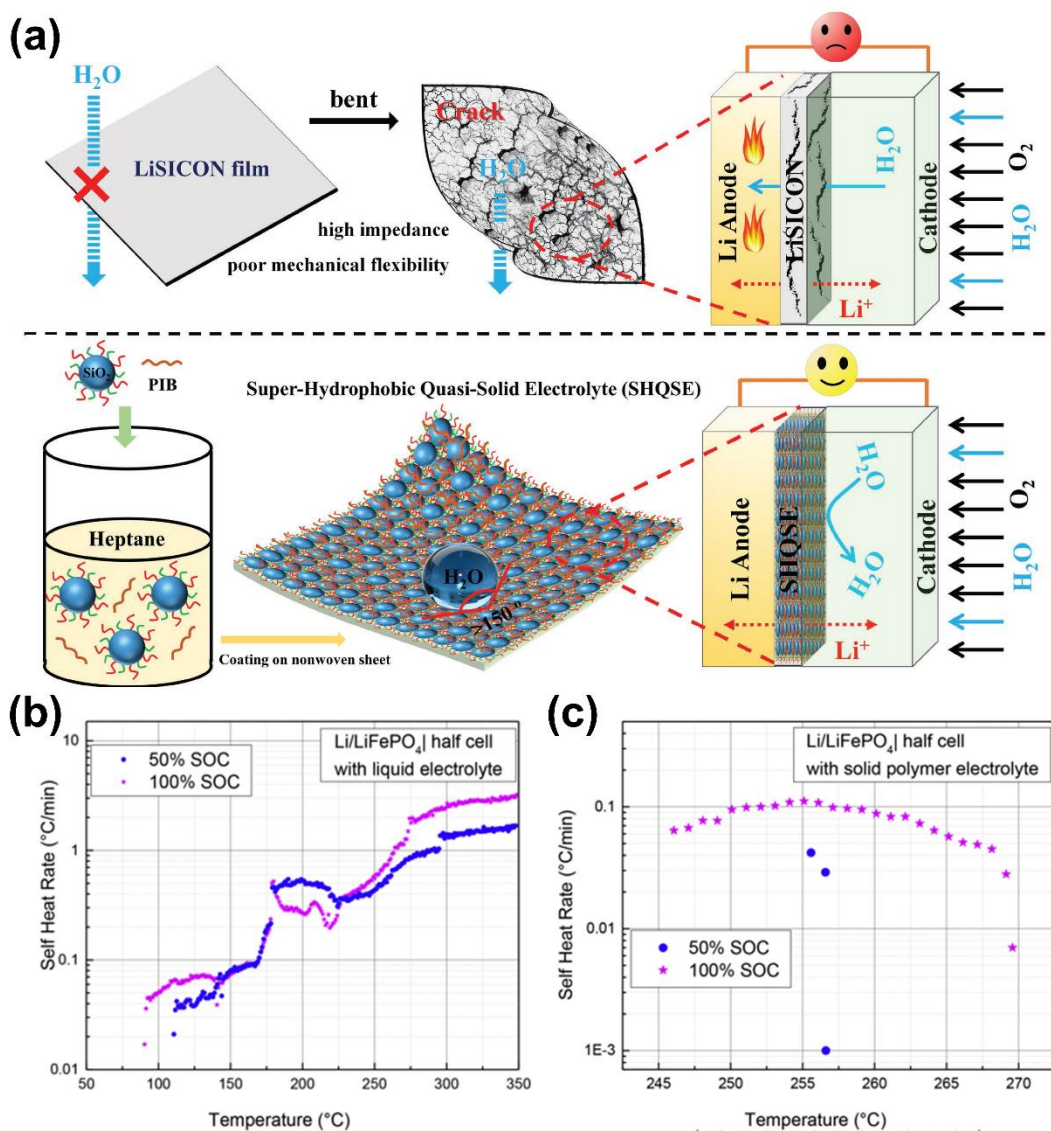 (a)
H₂O
LiSICON film
bent
Crack
H₂O
high impedance
poor mechanical flexibility
Li Anode
LiSICON
H₂O
Cathode
O₂
H₂O
Li⁺
SiO₂
PIB
Heptane
Coating on nonwoven sheet
Super-Hydrophobic Quasi-Solid Electrolyte (SHQSE)
H₂O
>150°
Li Anode
SHQSE
H₂O
H₂O
Cathode
O₂
H₂O
Li⁺
(b)
50% SOC
100% SOC
Li/LiFePO₄| half cell
with liquid electrolyte
Self Heat Rate (°C/min)
10
1
0.1
0.01
50 100 150 200 250 300 350
Temperature (°C)
(c)
Li/LiFePO₄| half cell
with solid polymer electrolyte
50% SOC
100% SOC
Self Heat Rate (°C/min)
0.1
0.01
1E-3
245 250 255 260 265 270
Temperature (°C)